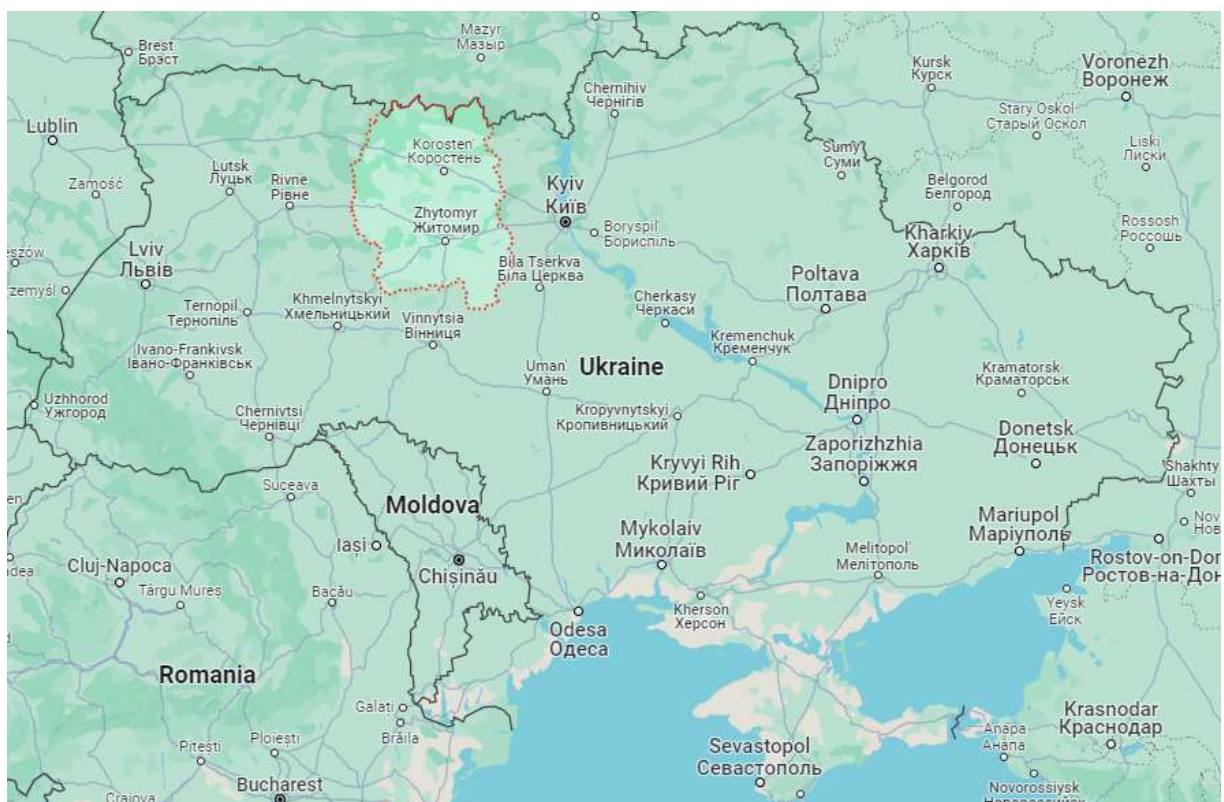 Mazyr
Мазыр
Brest
Брэст
Chernihiv
Чернігів
Kursk
Курск
Voronezh
Воронеж
Stary Oskol
Старый Оскол
Lublin
Korosten'
Коростень
Sumy
Суми
Liski
Лиски
Lutsk
Луцьк
Rivne
Рівне
Zamość
Kyiv
Київ
Belgorod
Белгород
Zhytomyr
Житомир
Boryspil'
Бориспіль
Rossosh
Россошь
Kharkiv
Харків
Lviv
Львів
Bila Tserkva
Біла Церква
Poltava
Полтава
Ternopil
Тернопіль
Khmelnytskyi
Хмельницький
Cherkasy
Черкаси
Vinnytsia
Вінниця
Kremenchuk
Кременчук
Ivano-Frankivsk
Івано-Франківськ
Uman'
Умань
Ukraine
Kramatorsk
Краматорськ
Uzhhorod
Ужгород
Chernivtsi
Чернівці
Kropyvnytskyi
Кропивницький
Dnipro
Дніпро
Donetsk
Донецьк
Zaporizhzhia
Запоріжжя
Kryvyi Rih
Кривий Ріг
Shakhty
Шахты
Suceava
Moldova
Mykolaiv
Миколаїв
Mariupol
Маріуполь
Iași
Melitopol'
Мелітополь
Rostov-on-Don
Ростов-на-Дон
Cluj-Napoca
Chișinău
Târgu Mureș
Bacău
Kherson
Херсон
Yeysk
Ейск
Odesa
Одеса
Romania
Galati
Brăila
Krasnodar
Краснодар
Anapa
Анапа
Pitești
Ploiești
Sevastopol
Севастополь
Bucharest
Novorossiysk
Craiova